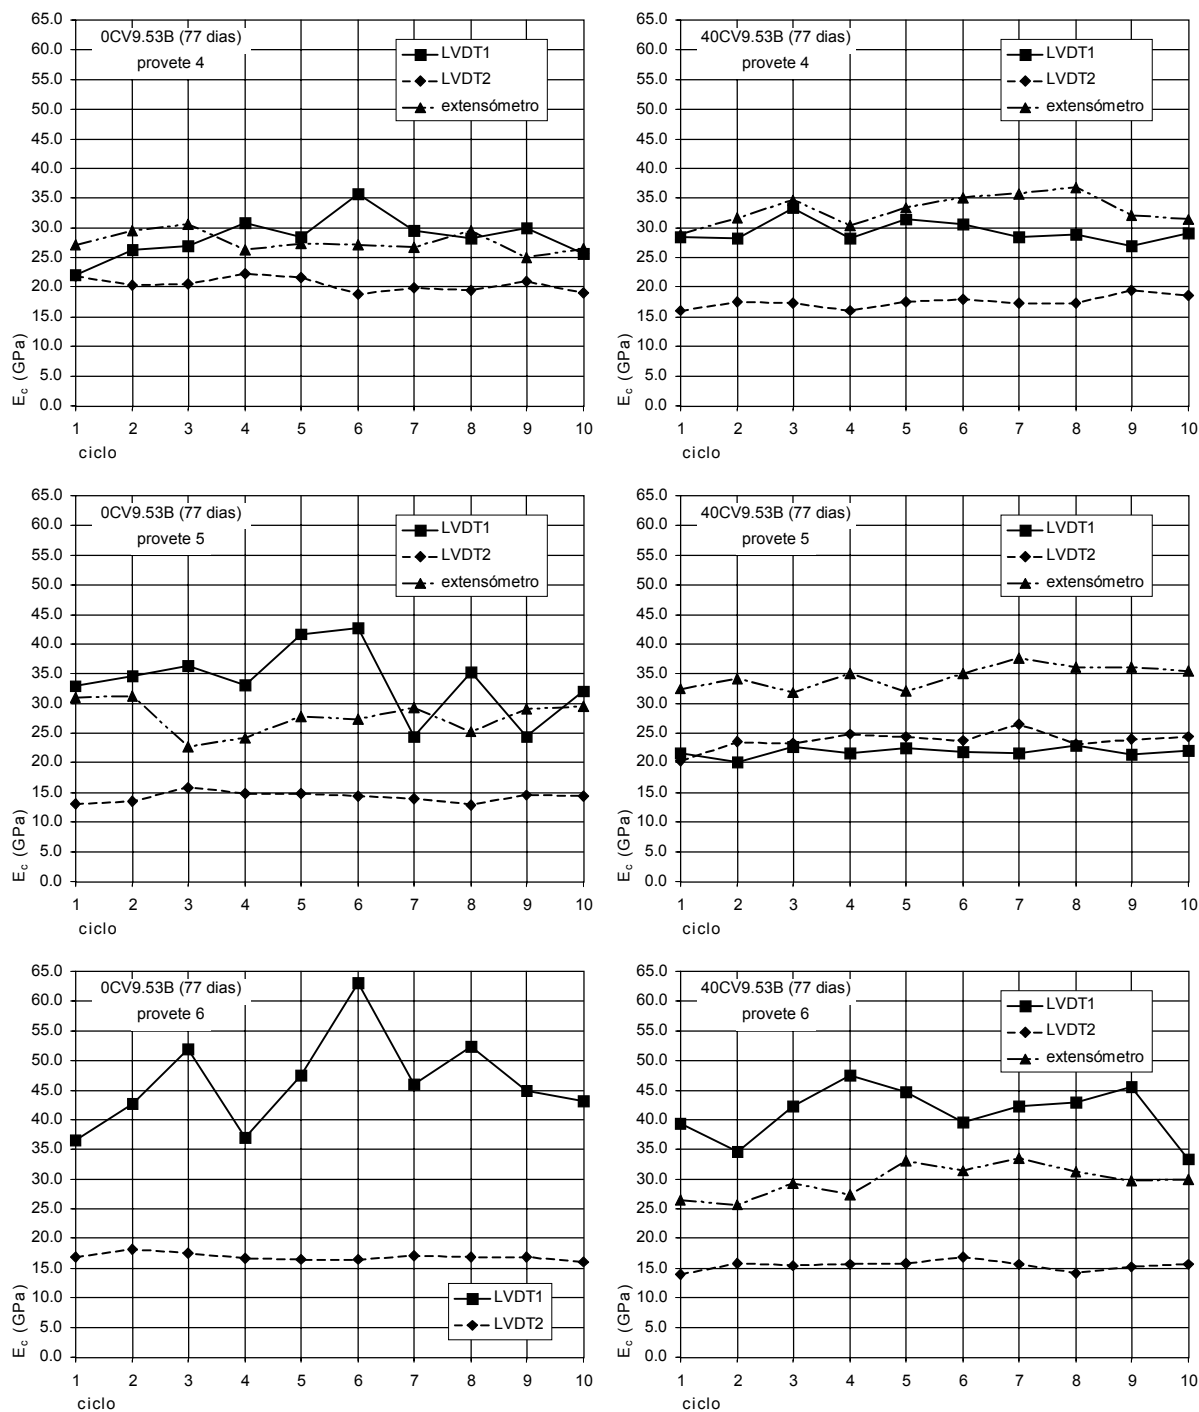 0CV9.53B (77 dias)
provete 4
LVDT1
LVDT2
extensómetro
65.0
60.0
55.0
50.0
45.0
40.0
35.0
30.0
25.0
20.0
15.0
10.0
5.0
0.0
Ec (GPa)
1 2 3 4 5 6 7 8 9 10
ciclo
40CV9.53B (77 dias)
provete 4
LVDT1
LVDT2
extensómetro
65.0
60.0
55.0
50.0
45.0
40.0
35.0
30.0
25.0
20.0
15.0
10.0
5.0
0.0
Ec (GPa)
1 2 3 4 5 6 7 8 9 10
ciclo
0CV9.53B (77 dias)
provete 5
LVDT1
LVDT2
extensómetro
65.0
60.0
55.0
50.0
45.0
40.0
35.0
30.0
25.0
20.0
15.0
10.0
5.0
0.0
Ec (GPa)
1 2 3 4 5 6 7 8 9 10
ciclo
40CV9.53B (77 dias)
provete 5
LVDT1
LVDT2
extensómetro
65.0
60.0
55.0
50.0
45.0
40.0
35.0
30.0
25.0
20.0
15.0
10.0
5.0
0.0
Ec (GPa)
1 2 3 4 5 6 7 8 9 10
ciclo
0CV9.53B (77 dias)
provete 6
LVDT1
LVDT2
65.0
60.0
55.0
50.0
45.0
40.0
35.0
30.0
25.0
20.0
15.0
10.0
5.0
0.0
Ec (GPa)
1 2 3 4 5 6 7 8 9 10
ciclo
40CV9.53B (77 dias)
provete 6
LVDT1
LVDT2
extensómetro
65.0
60.0
55.0
50.0
45.0
40.0
35.0
30.0
25.0
20.0
15.0
10.0
5.0
0.0
Ec (GPa)
1 2 3 4 5 6 7 8 9 10
ciclo